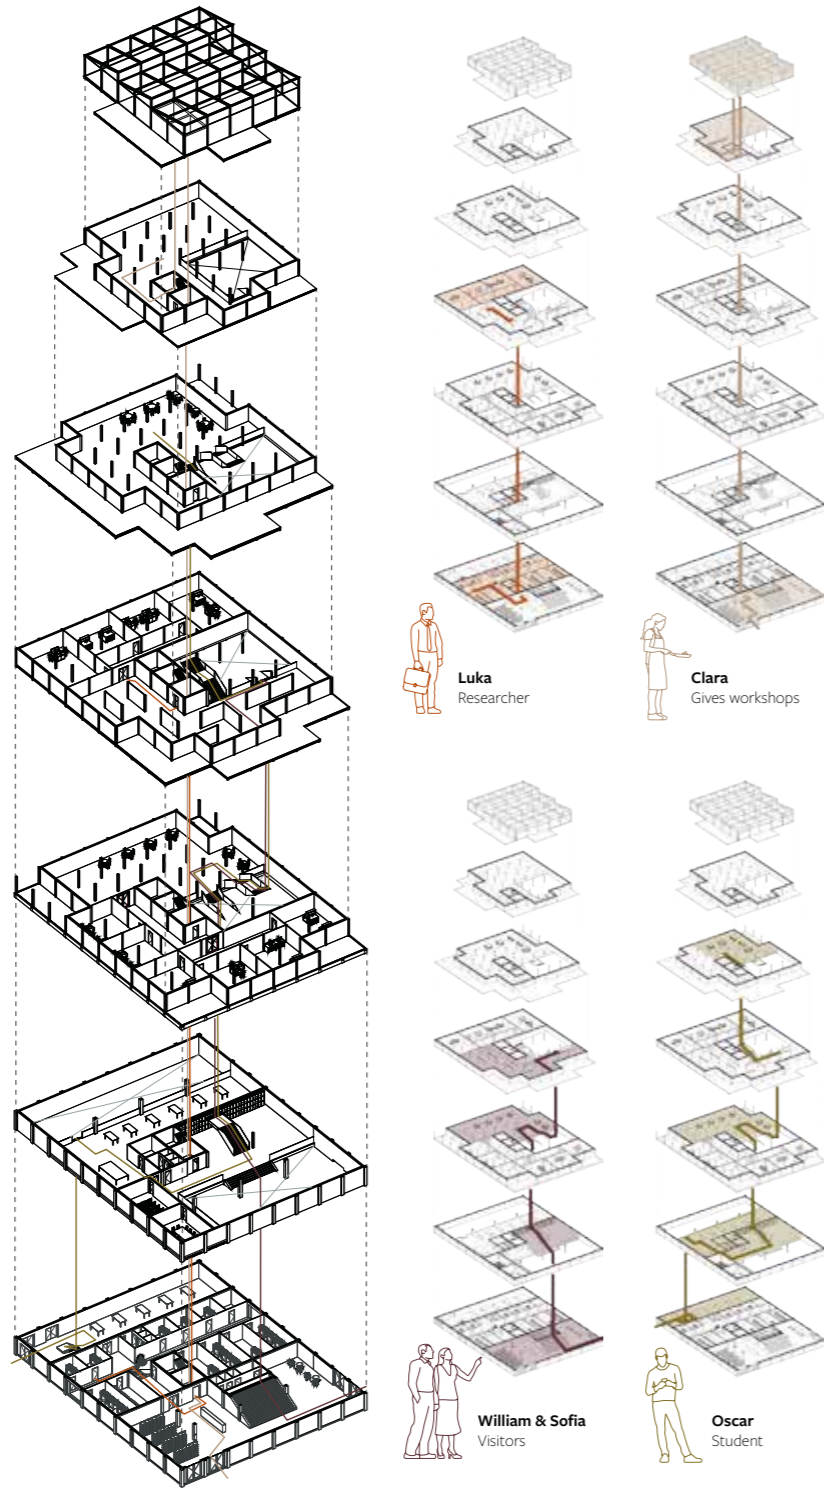 Luka
Researcher
Clara
Gives workshops
William & Sofia
Visitors
Oscar
Student